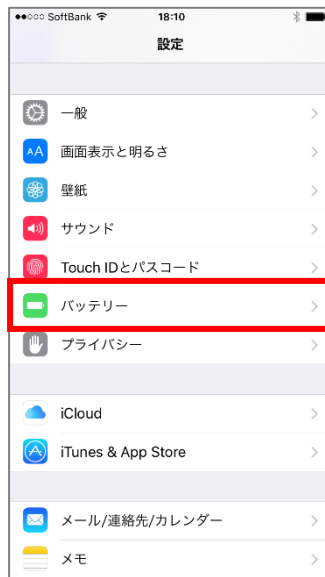 SoftBank 18:10
設定
一般
AA 画面表示と明るさ
壁紙
サウンド
Touch IDとパスコード
バッテリー
プライバシー
iCloud
iTunes & App Store
メール/連絡先/カレンダー
メモ